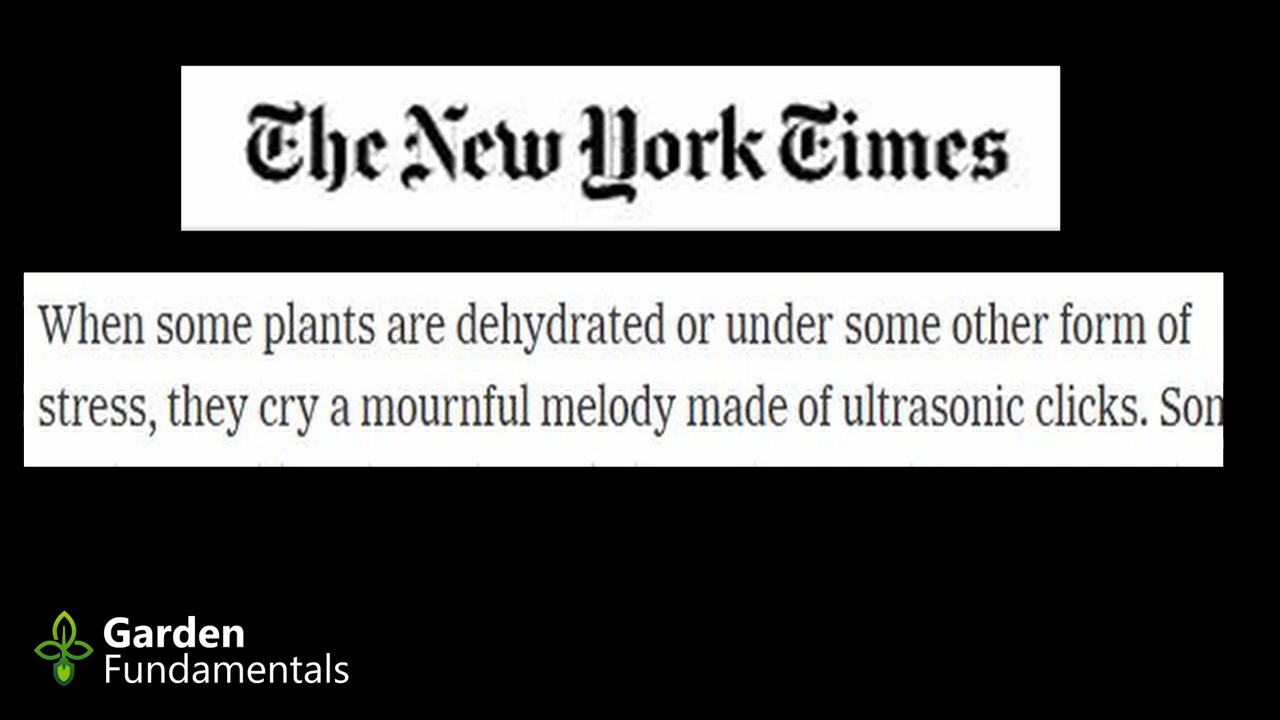 The New York Times
When some plants are dehydrated or under some other form of
stress, they cry a mournful melody made of ultrasonic clicks.
Garden
Fundamentals